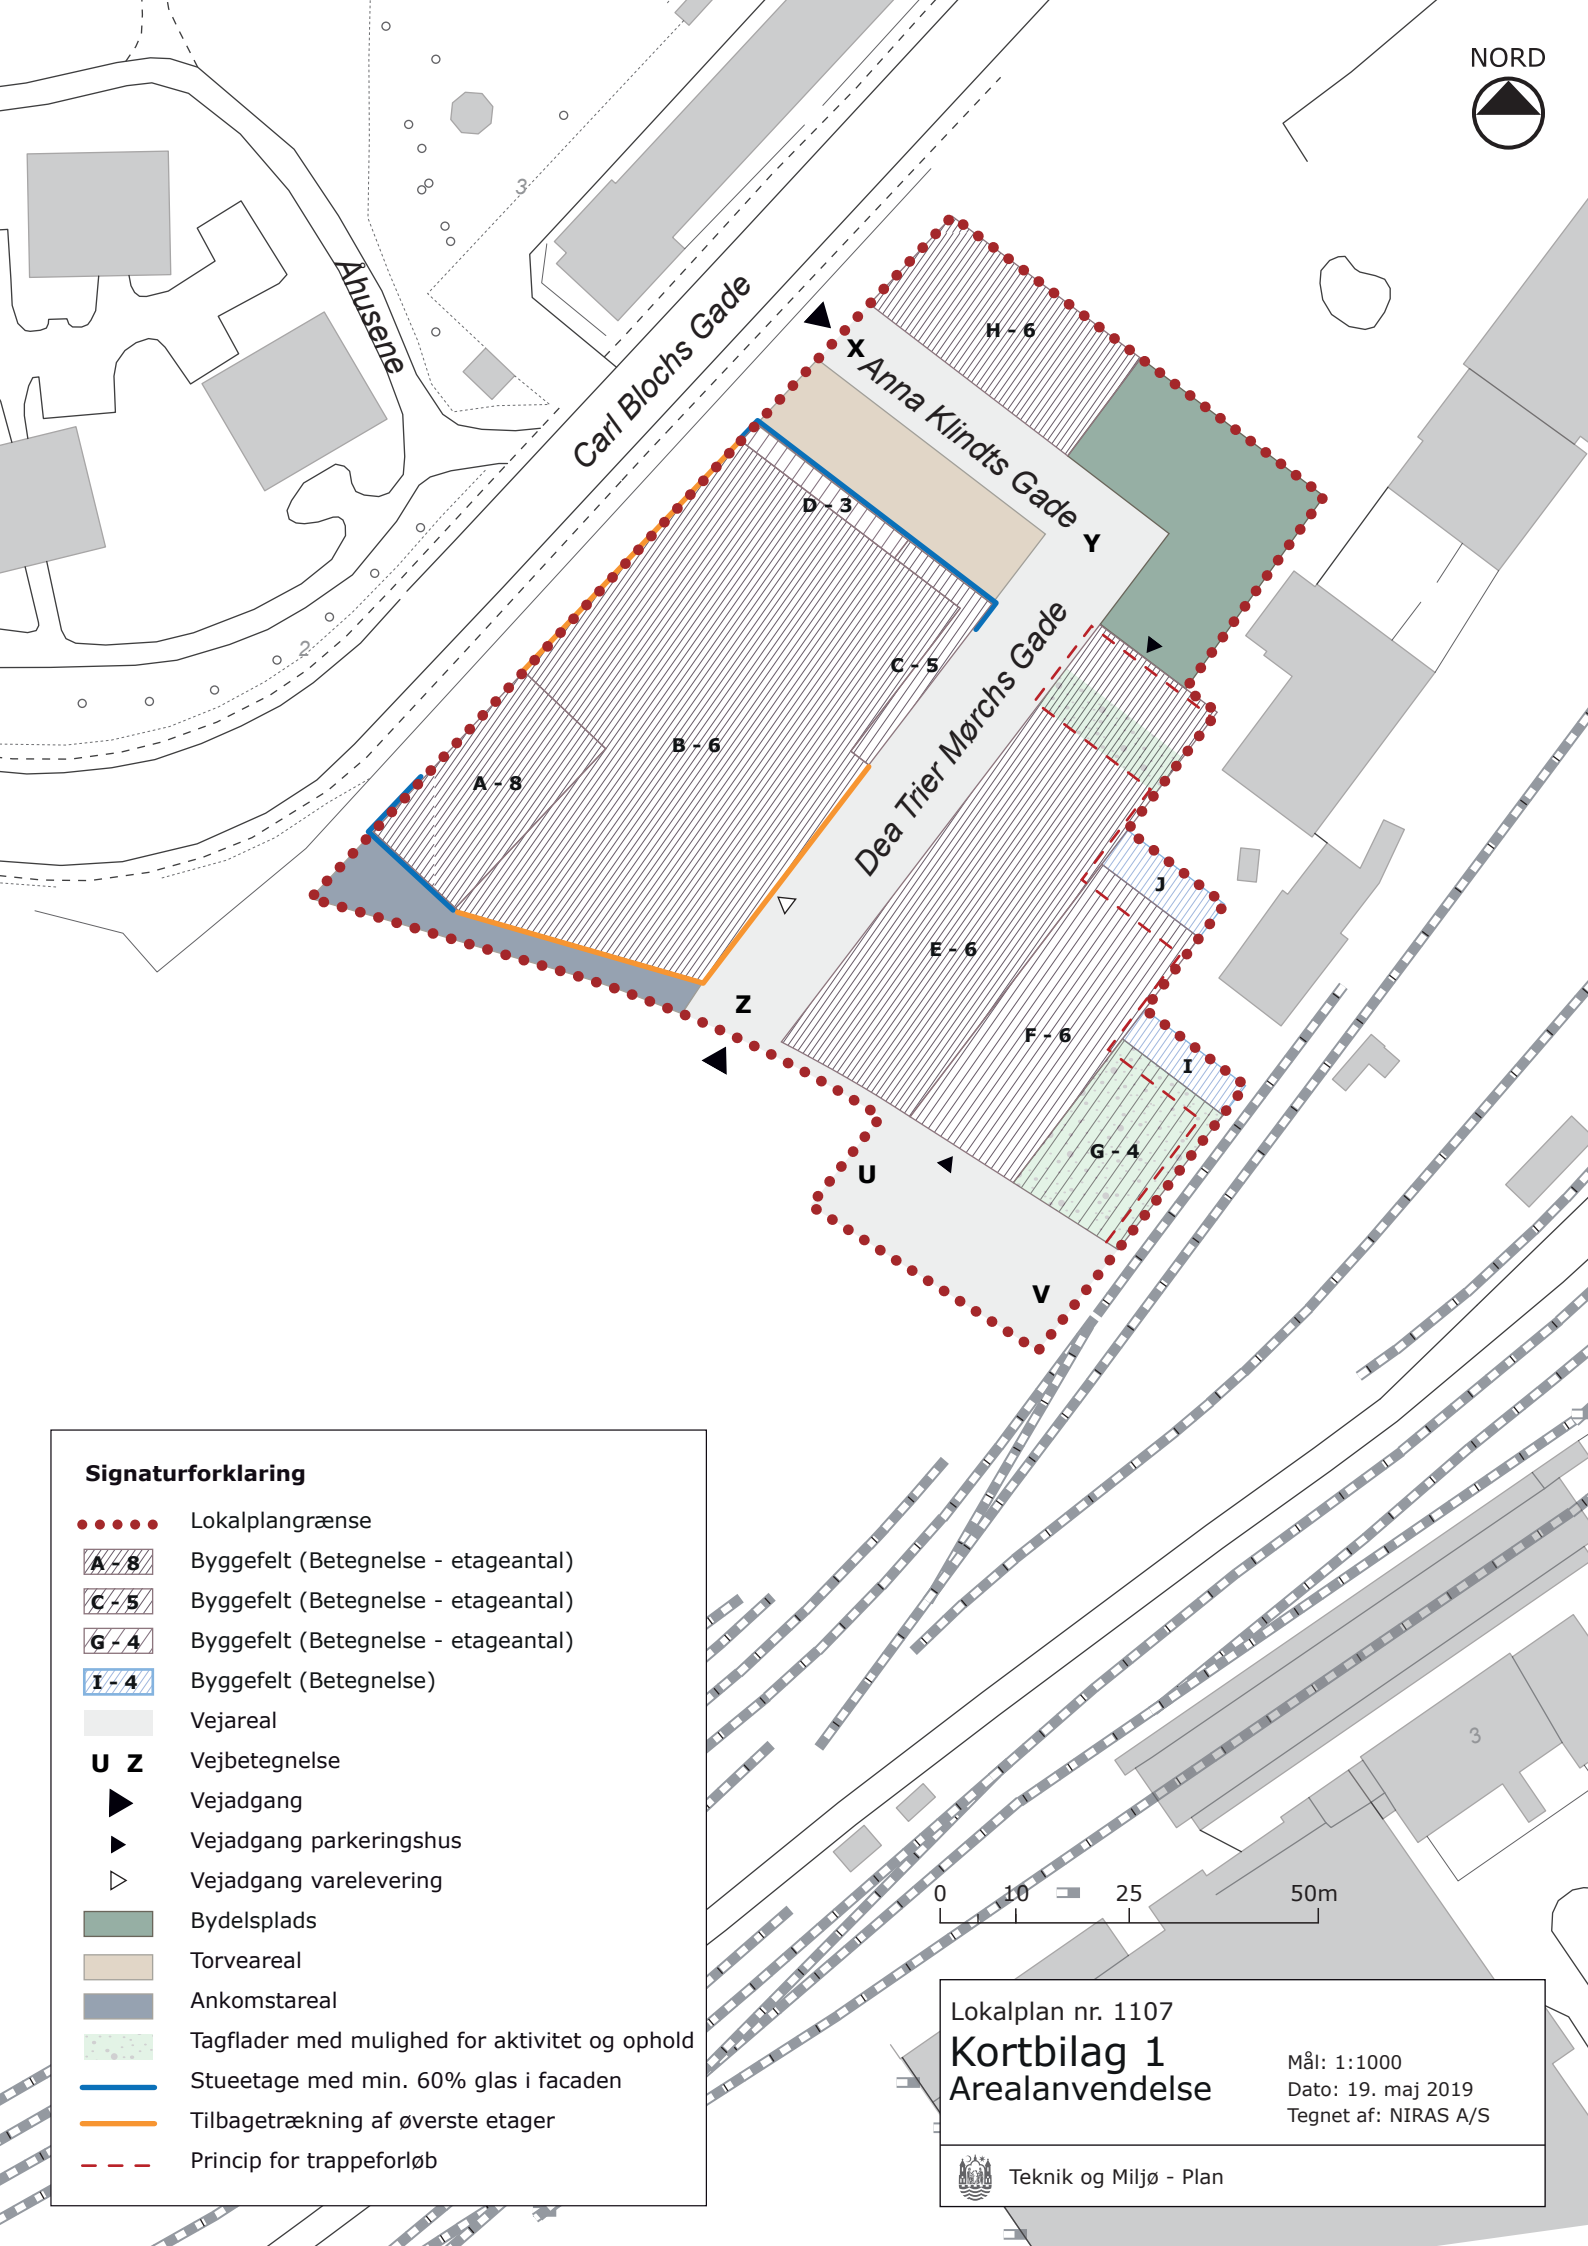 NORD
3
Åhusene
Carl Blochs Gade
H - 6
X
Anna Klindts Gade
D - 3
Y
2
C - 5
Dea Trier Mørchs Gade
B - 6
A - 8
J
E - 6
Z
F - 6
I
G - 4
U
V
Signaturforklaring
Lokalplangrænse
A - 8 Byggefelt (Betegnelse - etageantal)
C - 5 Byggefelt (Betegnelse - etageantal)
G - 4 Byggefelt (Betegnelse - etageantal)
I - 4 Byggefelt (Betegnelse)
Vejareal
U Z Vejbetegnelse
Vejadgang
Vejadgang parkeringshus
Vejadgang varelevering
Bydelsplads
Torveareal
Ankomstareal
Tagflader med mulighed for aktivitet og ophold
Stueetage med min. 60% glas i facaden
Tilbagetrækning af øverste etager
Princip for trappeforløb
3
0 10 25 50m
Lokalplan nr. 1107
Kortbilag 1
Arealanvendelse
Mål: 1:1000
Dato: 19. maj 2019
Tegnet af: NIRAS A/S
Teknik og Miljø - Plan